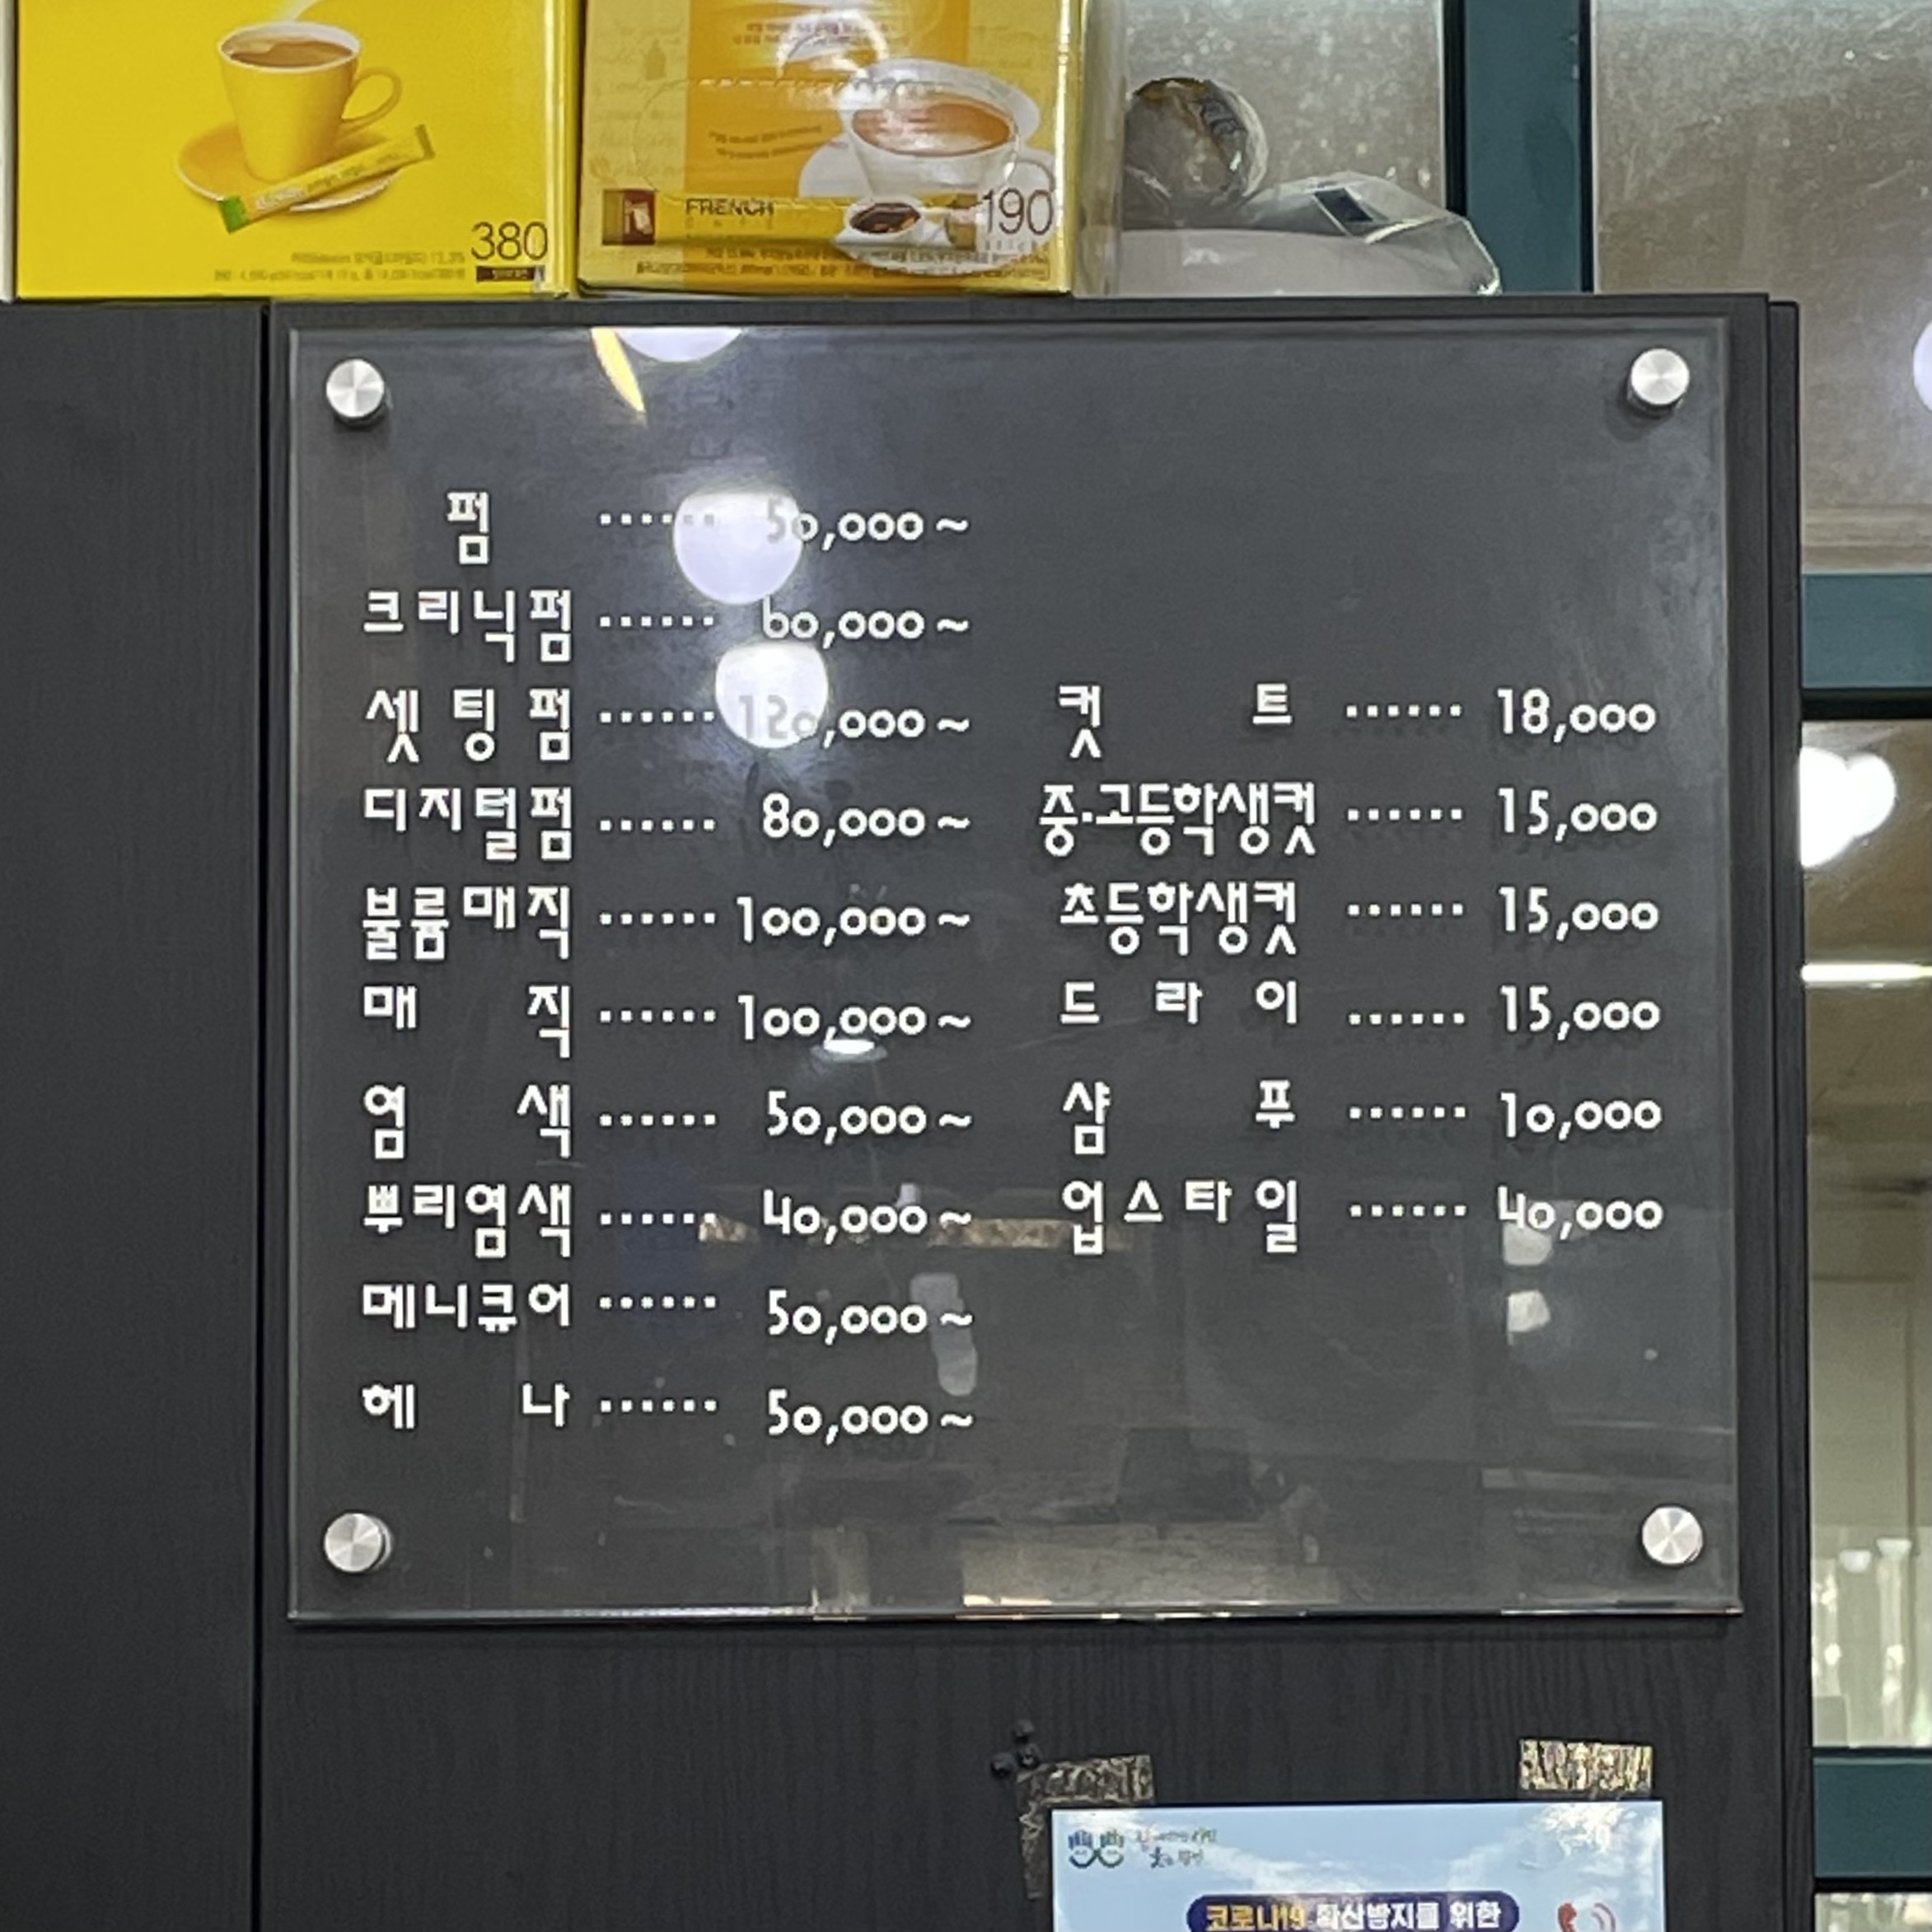 380
FRENCH
190
펌 ...... 50,000 ~
크리닉펌 ...... 60,000 ~
셋팅펌 ...... 120,000 ~
디지털펌 ...... 80,000 ~
불륨매직 ...... 100,000 ~
매직 ...... 100,000 ~
염색 ...... 50,000 ~
뿌리염색 ...... 40,000 ~
메니큐어 ...... 50,000 ~
헤나 ...... 50,000 ~
컷트 ...... 18,000
중·고등학생컷 ...... 15,000
초등학생컷 ...... 15,000
드라이 ...... 15,000
샴푸 ...... 10,000
업스타일 ...... 40,000
코로나19 확산방지를 위한